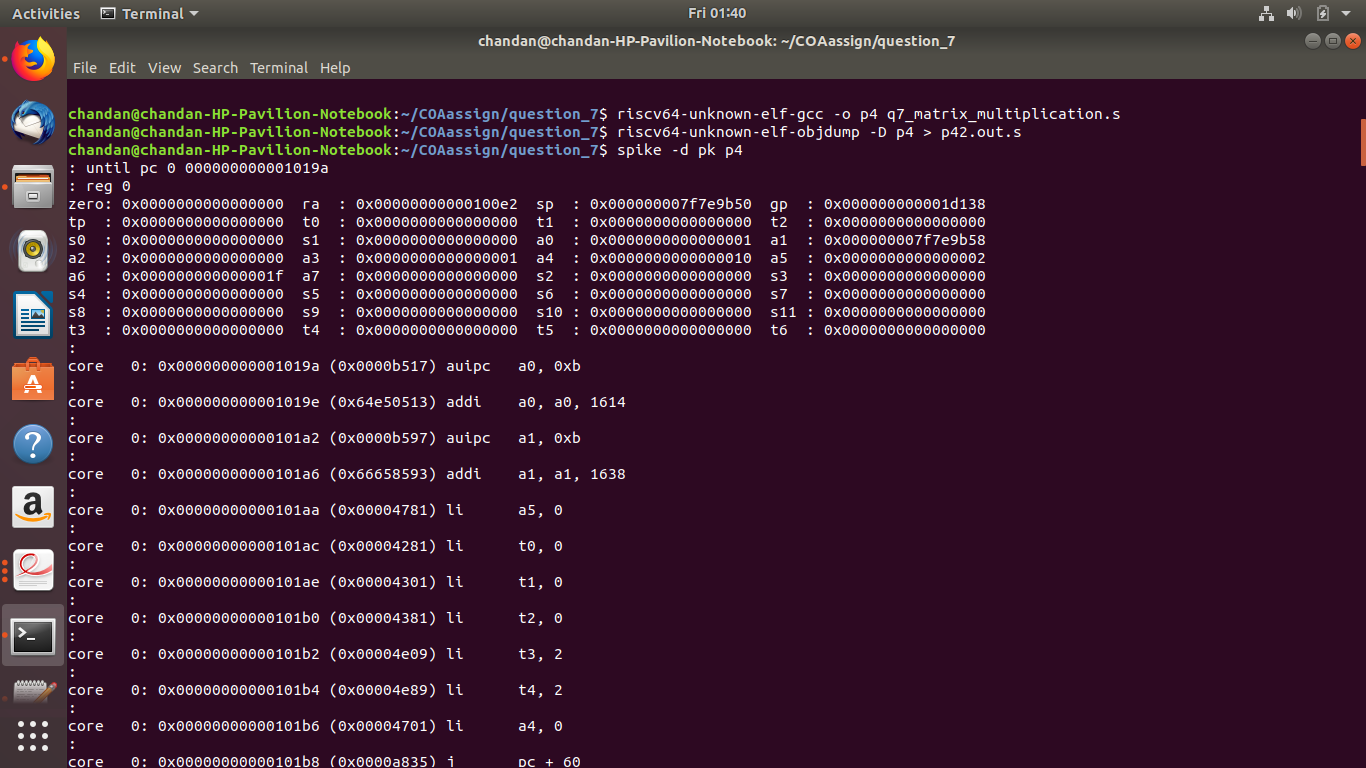 Activities Terminal Fri 01:40
chandan@chandan-HP-Pavilion-Notebook: ~/COAassign/question_7
File Edit View Search Terminal Help
chandan@chandan-HP-Pavilion-Notebook:~/COAassign/question_7$ riscv64-unknown-elf-gcc -o p4 q7_matrix_multiplication.s
chandan@chandan-HP-Pavilion-Notebook:~/COAassign/question_7$ riscv64-unknown-elf-objdump -D p4 > p42.out.s
chandan@chandan-HP-Pavilion-Notebook:~/COAassign/question_7$ spike -d pk p4
: until pc 0 000000000001019a
: reg 0
zero: 0x0000000000000000 ra : 0x00000000000100e2 sp : 0x000000007f7e9b50 gp : 0x000000000001d138
tp : 0x0000000000000000 t0 : 0x0000000000000000 t1 : 0x0000000000000000 t2 : 0x0000000000000000
s0 : 0x0000000000000000 s1 : 0x0000000000000000 a0 : 0x0000000000000001 a1 : 0x000000007f7e9b58
a2 : 0x0000000000000000 a3 : 0x0000000000000001 a4 : 0x0000000000000010 a5 : 0x0000000000000002
a6 : 0x000000000000001f a7 : 0x0000000000000000 s2 : 0x0000000000000000 s3 : 0x0000000000000000
s4 : 0x0000000000000000 s5 : 0x0000000000000000 s6 : 0x0000000000000000 s7 : 0x0000000000000000
s8 : 0x0000000000000000 s9 : 0x0000000000000000 s10 : 0x0000000000000000 s11 : 0x0000000000000000
t3 : 0x0000000000000000 t4 : 0x0000000000000000 t5 : 0x0000000000000000 t6 : 0x0000000000000000
:
core 0: 0x000000000001019a (0x0000b517) auipc a0, 0xb
:
core 0: 0x000000000001019e (0x64e50513) addi a0, a0, 1614
:
core 0: 0x00000000000101a2 (0x0000b597) auipc a1, 0xb
:
core 0: 0x00000000000101a6 (0x66658593) addi a1, a1, 1638
:
core 0: 0x00000000000101aa (0x00004781) li a5, 0
:
core 0: 0x00000000000101ac (0x00004281) li t0, 0
:
core 0: 0x00000000000101ae (0x00004301) li t1, 0
:
core 0: 0x00000000000101b0 (0x00004381) li t2, 0
:
core 0: 0x00000000000101b2 (0x00004e09) li t3, 2
:
core 0: 0x00000000000101b4 (0x00004e89) li t4, 2
:
core 0: 0x00000000000101b6 (0x00004701) li a4, 0
:
core 0: 0x00000000000101b8 (0x0000a835) j pc + 60